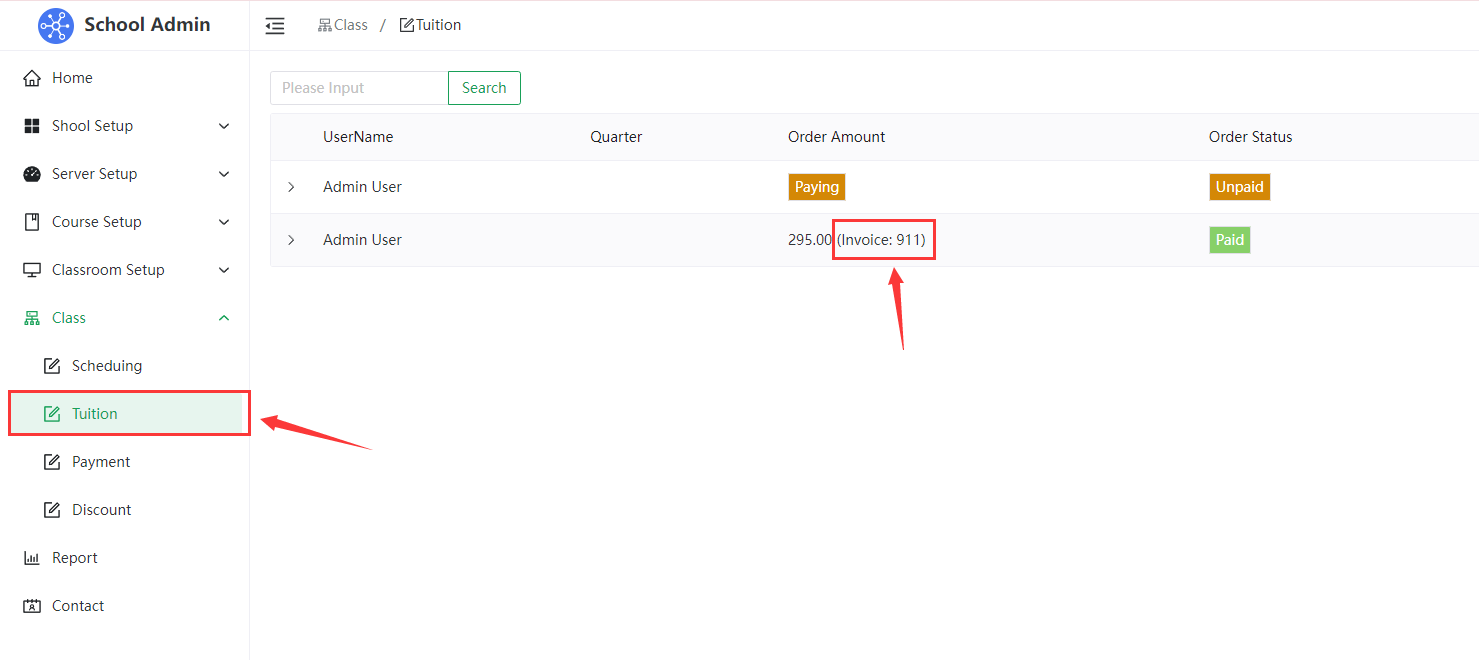 School Admin
Class / Tuition
Home
Shool Setup
Server Setup
Course Setup
Classroom Setup
Class
Scheduing
Tuition
Payment
Discount
Report
Contact
Please Input Search
UserName Quarter Order Amount Order Status
Admin User Paying Unpaid
Admin User 295.00 (Invoice: 911) Paid